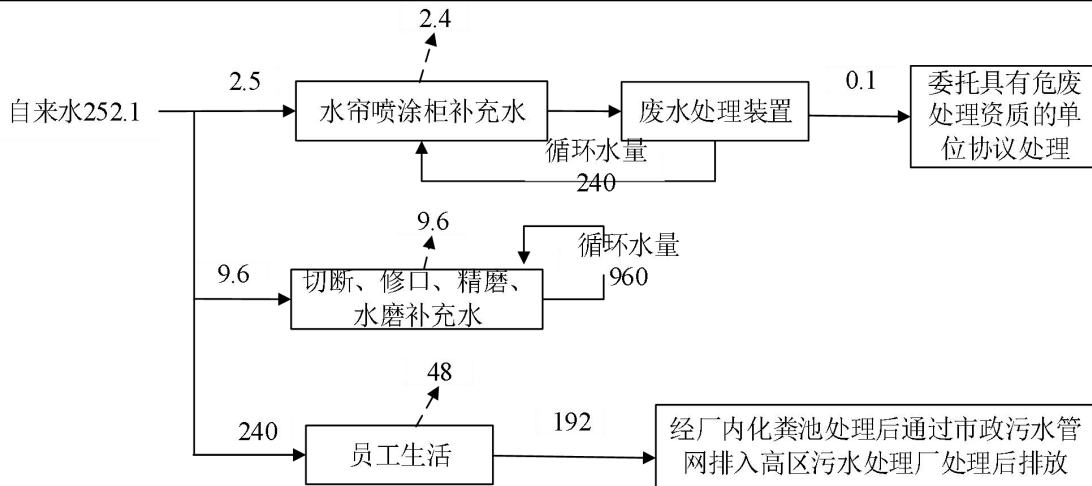 2.4
自来水252.1
2.5
水帘喷涂柜补充水
废水处理装置
0.1
委托具有危废
处理资质的单
位协议处理
循环水量
240
9.6
9.6
切断、修口、精磨、
水磨补充水
循环水量
960
48
240
员工生活
192
经厂内化粪池处理后通过市政污水管
网排入高区污水处理厂处理后排放